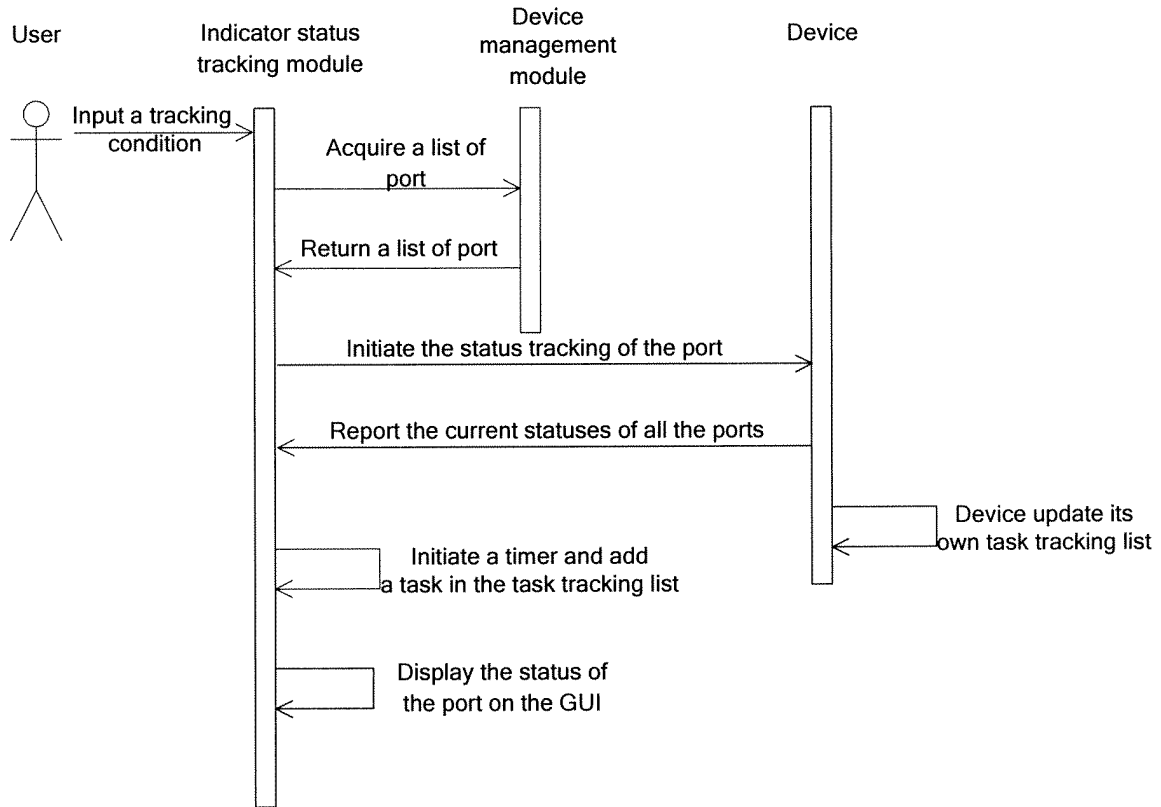 User
Indicator status
tracking module
Device
management
module
Device
Input a tracking
condition
Acquire a list of
port
Return a list of port
Initiate the status tracking of the port
Report the current statuses of all the ports
Device update its
own task tracking list
Initiate a timer and add
a task in the task tracking list
Display the status of
the port on the GUI